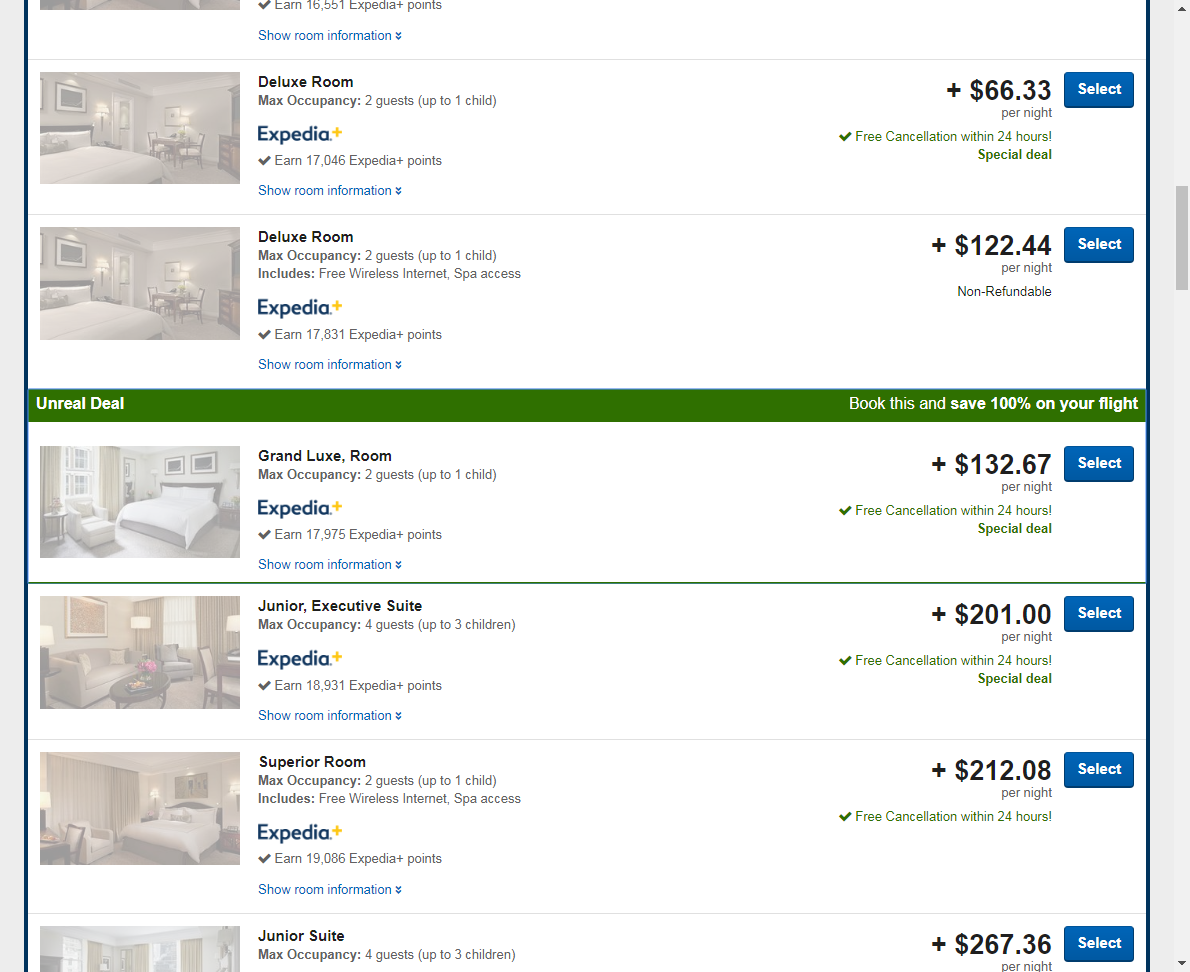 Earn 16,551 Expedia+ points
Show room information
Deluxe Room
Max Occupancy: 2 guests (up to 1 child)
Expedia+
Earn 17,046 Expedia+ points
Show room information
+ $66.33
per night
Free Cancellation within 24 hours!
Special deal
Select
Deluxe Room
Max Occupancy: 2 guests (up to 1 child)
Includes: Free Wireless Internet, Spa access
Expedia+
Earn 17,831 Expedia+ points
Show room information
+ $122.44
per night
Non-Refundable
Select
Unreal Deal
Book this and save 100% on your flight
Grand Luxe, Room
Max Occupancy: 2 guests (up to 1 child)
Expedia+
Earn 17,975 Expedia+ points
Show room information
+ $132.67
per night
Free Cancellation within 24 hours!
Special deal
Select
Junior, Executive Suite
Max Occupancy: 4 guests (up to 3 children)
Expedia+
Earn 18,931 Expedia+ points
Show room information
+ $201.00
per night
Free Cancellation within 24 hours!
Special deal
Select
Superior Room
Max Occupancy: 2 guests (up to 1 child)
Includes: Free Wireless Internet, Spa access
Expedia+
Earn 19,086 Expedia+ points
Show room information
+ $212.08
per night
Free Cancellation within 24 hours!
Select
Junior Suite
Max Occupancy: 4 guests (up to 3 children)
+ $267.36
per night
Select